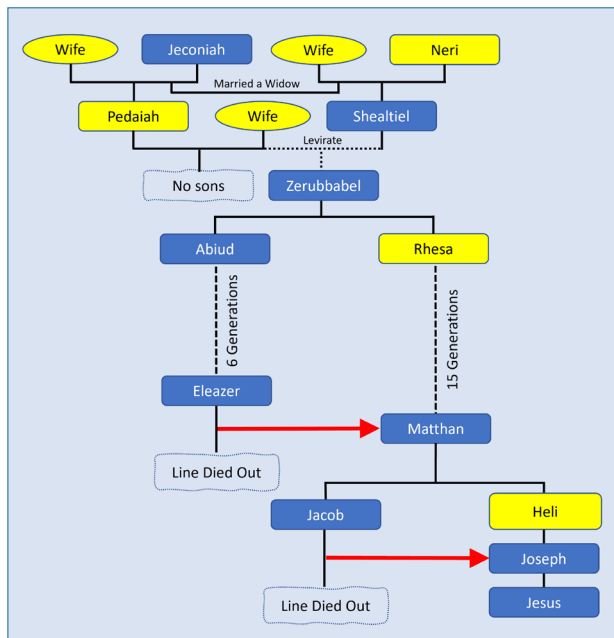 Wife
Jeconiah
Wife
Neri
Married a Widow
Pedaiah
Wife
Shealtiel
Levirate
No sons
Zerubbabel
Abiud
Rhesa
6 Generations
15 Generations
Eleazer
Matthan
Line Died Out
Jacob
Heli
Joseph
Line Died Out
Jesus